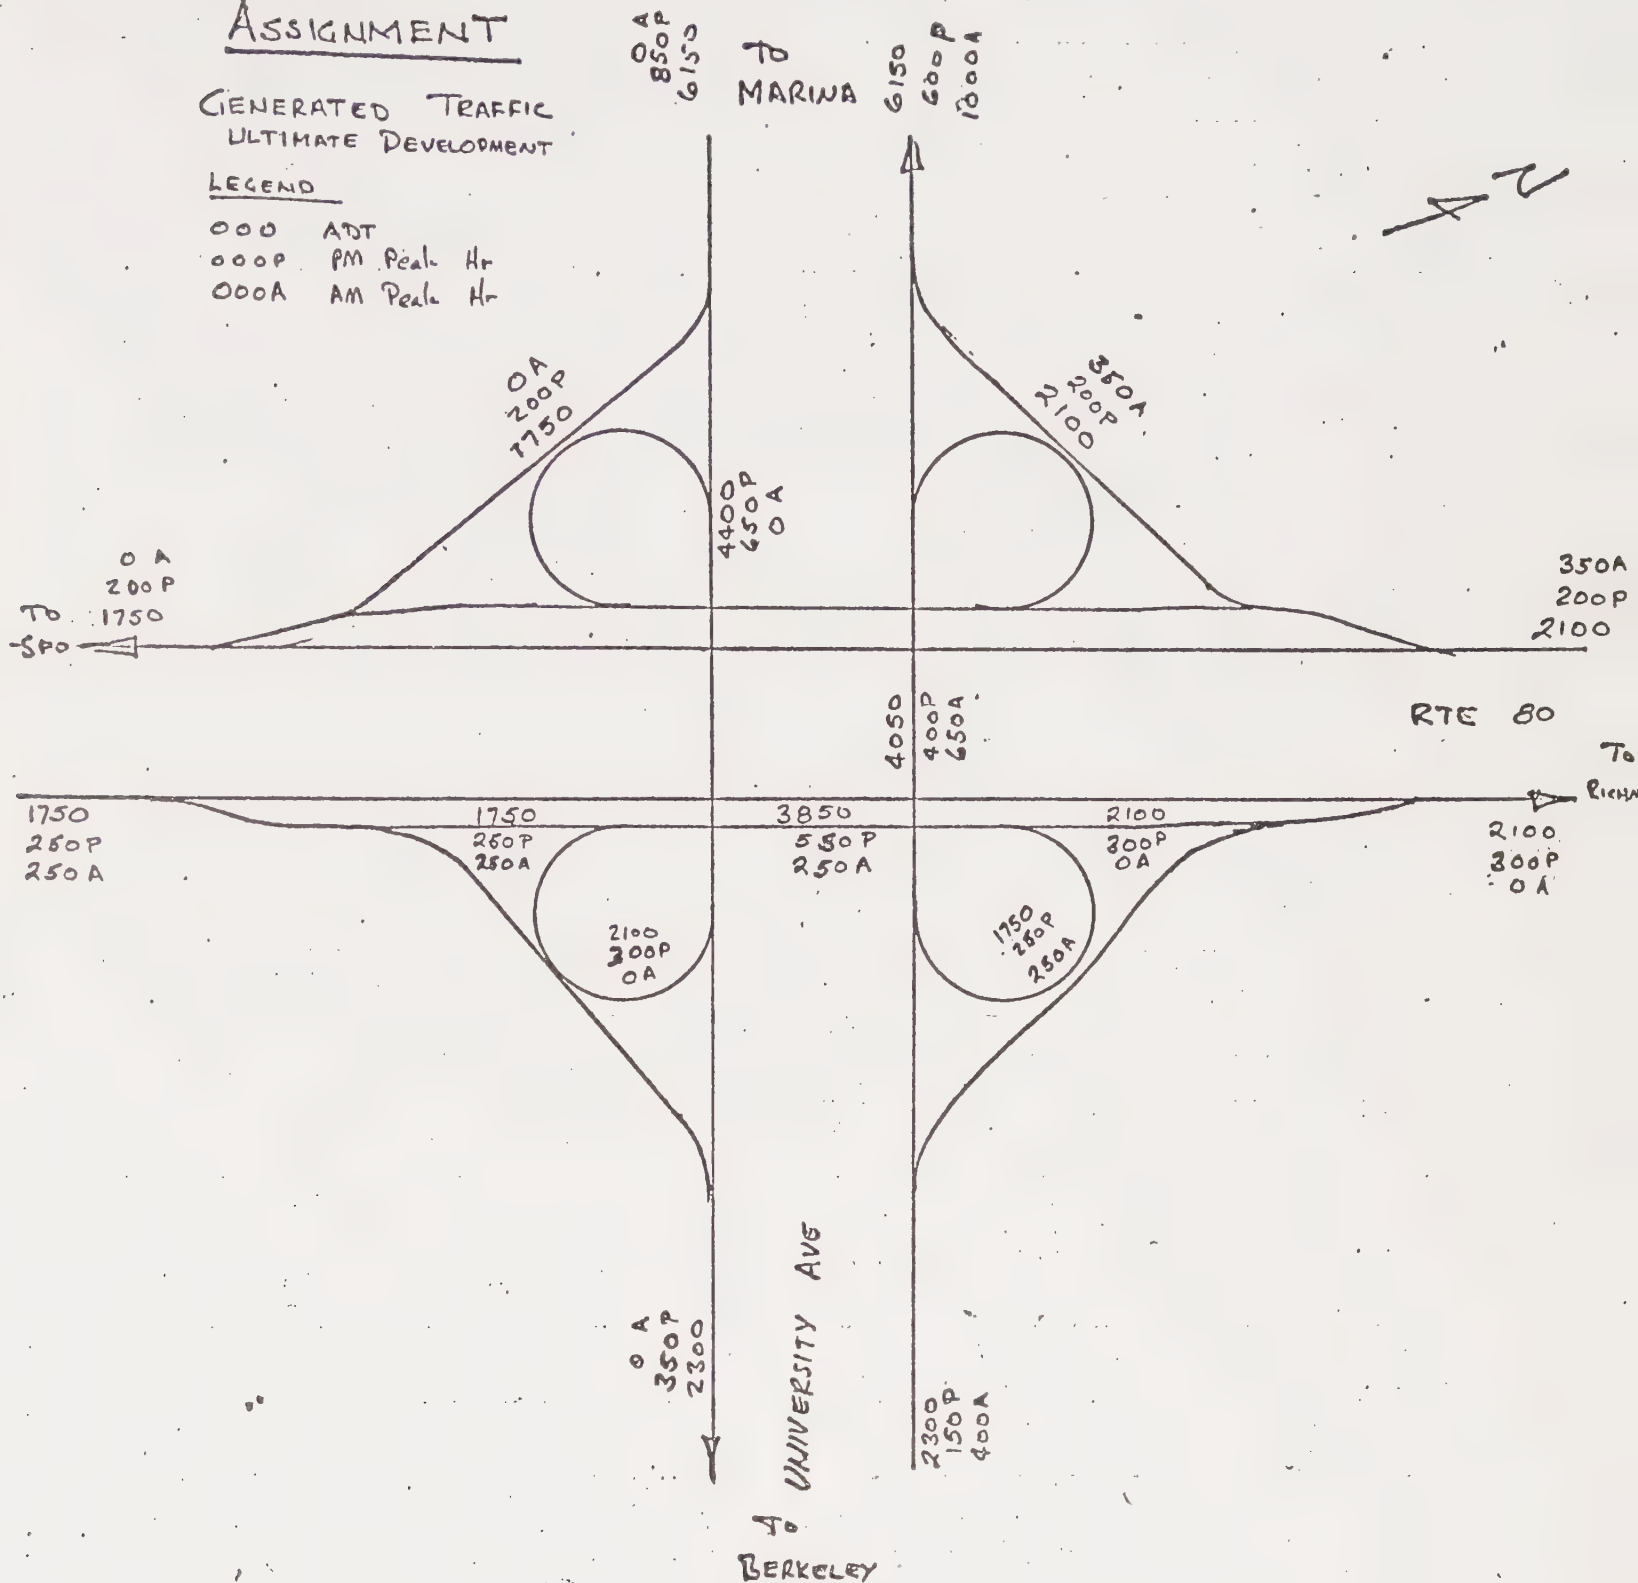 ASSIGNMENT
GENERATED TRAFFIC
ULTIMATE DEVELOPMENT
LEGEND
000 ADT
000P PM Peak Hr
000A AM Peak Hr
0 A
850P
6150
TO
MARINA
6150
600P
1000A
N
0A
200P
1750
350A
200P
2100
4400
650P
0A
0 A
200P
1750
TO
SFO
350A
200P
2100
4050
400P
650A
RTE 80
To
1750
250P
250A
1750
250P
250A
3850
550P
250A
2100
300P
0A
2100
300P
0A
2100
300P
0A
1750
250P
250A
0 A
350P
2300
UNIVERSITY AVE
2300
150P
400A
To
BERKELEY